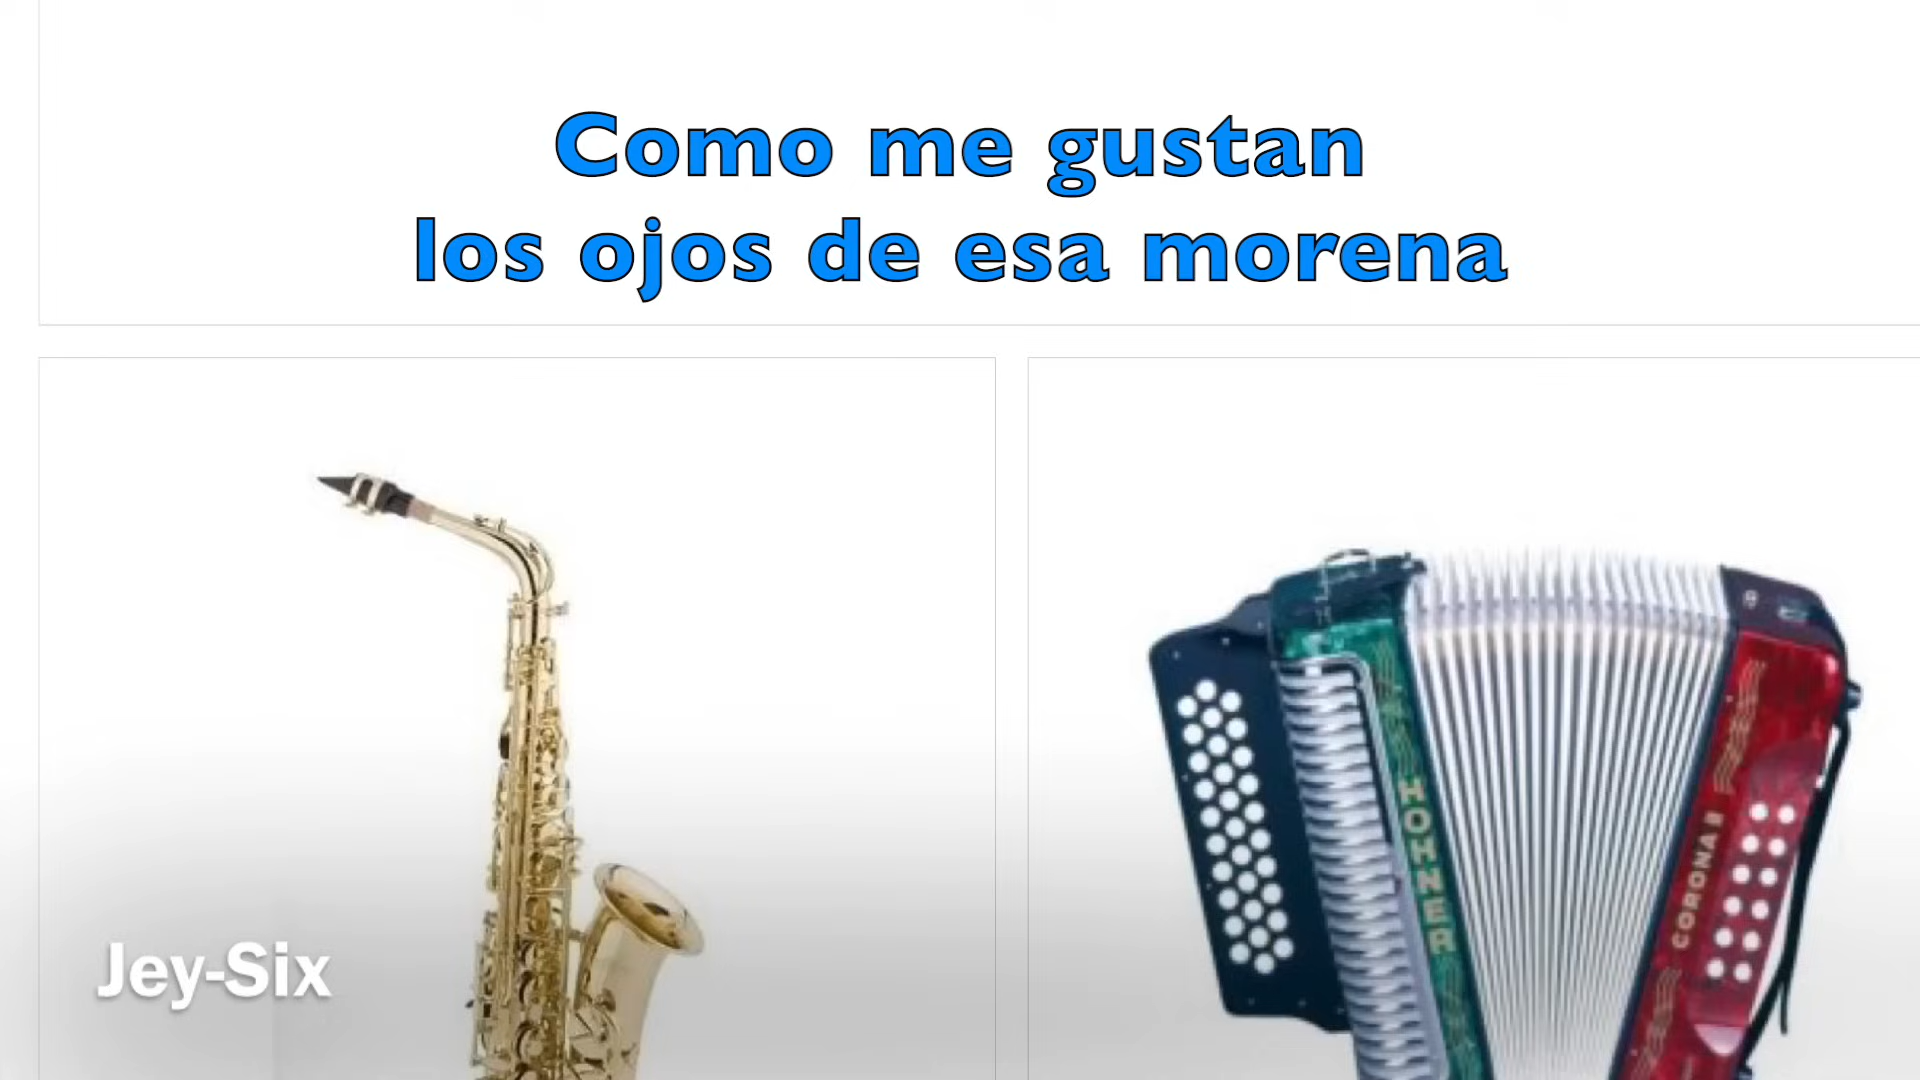 Como me gustan
los ojos de esa morena
HOHNER
CORONA II
Jey-Six